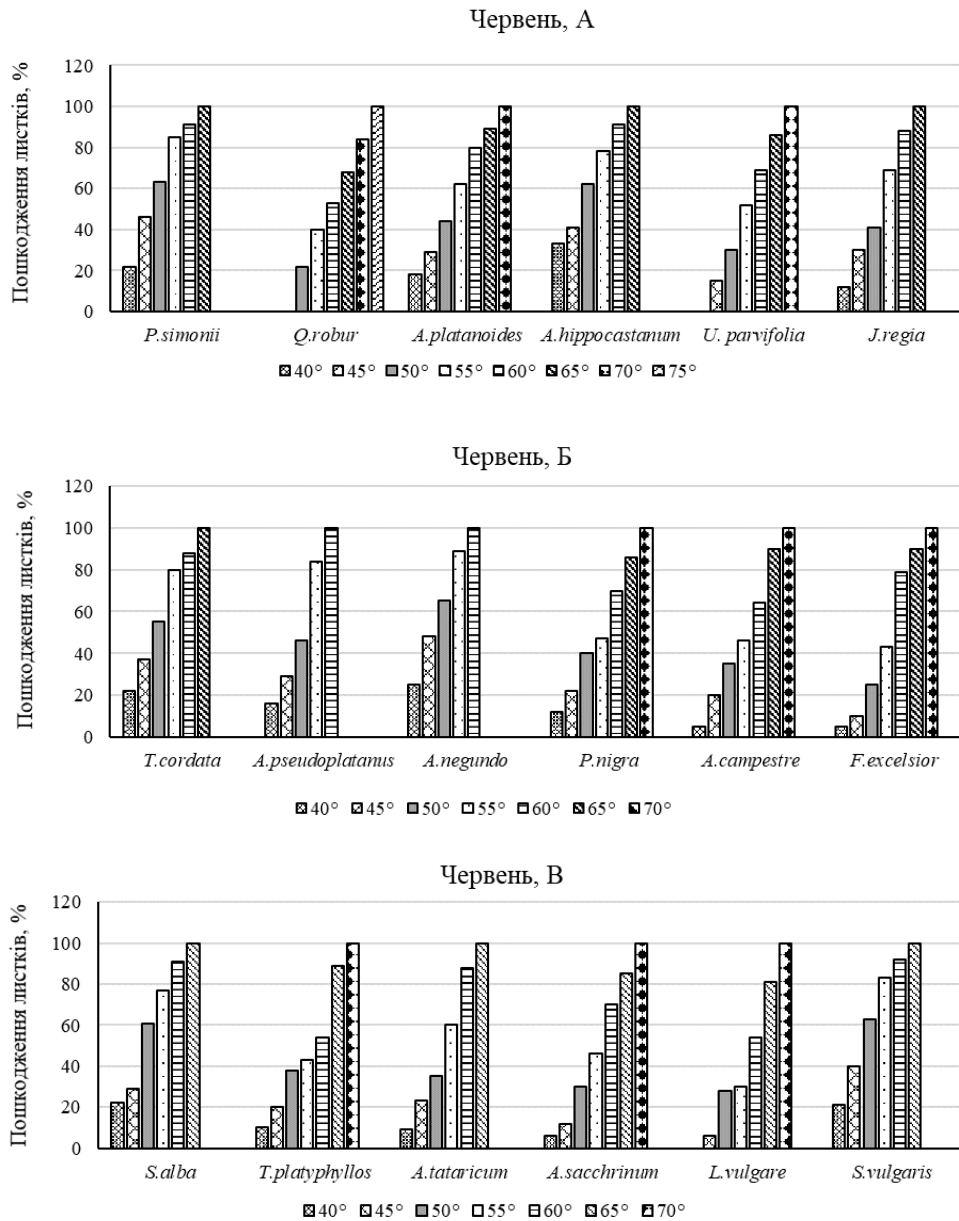 Червень, А
Пошкодження листків, %
120
100
80
60
40
20
0
P.simonii Q.robur A.platanoides A.hippocastanum U. parvifolia J.regia
40° 45° 50° 55° 60° 65° 70° 75°
Червень, Б
Пошкодження листків, %
120
100
80
60
40
20
0
T.cordata A.pseudoplatanus A.negundo P.nigra A.campestre F.excelsior
40° 45° 50° 55° 60° 65° 70°
Червень, В
Пошкодження листків, %
120
100
80
60
40
20
0
S.alba T.platyphyllos A.tataricum A.sacchrinum L.vulgare S.vulgaris
40° 45° 50° 55° 60° 65° 70°